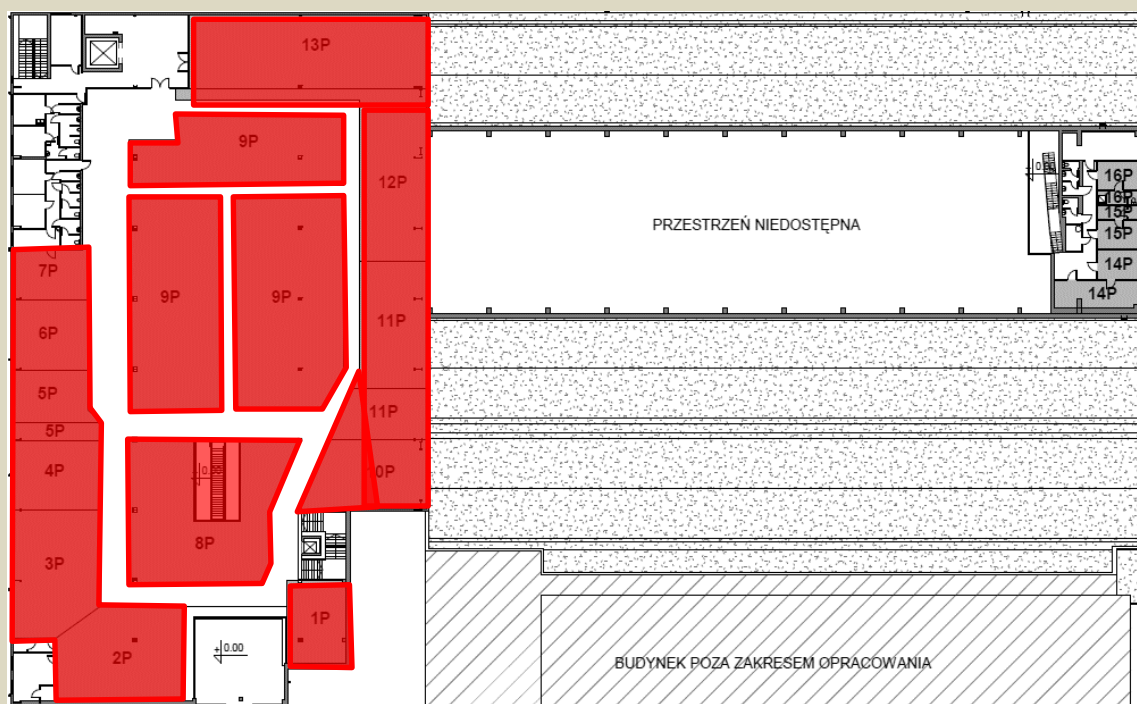 13P
9P
12P
16P
0.00
16P
15P
PRZESTRZEŃ NIEDOSTĘPNA
15P
7P
14P
9P
9P
14P
6P
11P
5P
11P
5P
4P
10P
8P
3P
1P
0.00
2P
BUDYNEK POZA ZAKRESEM OPRACOWANIA